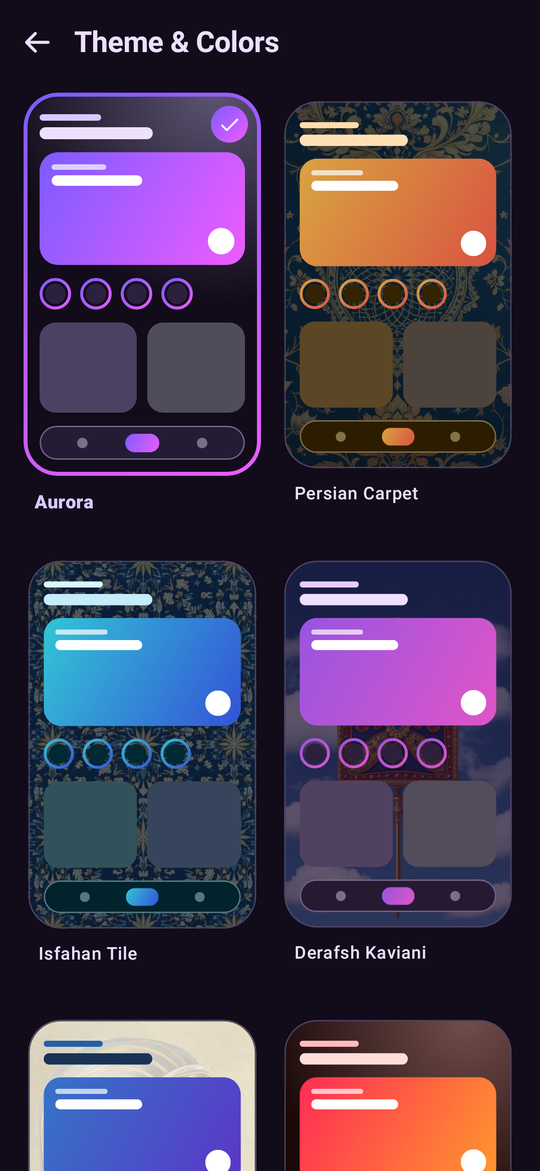 Theme & Colors
Aurora
Persian Carpet
Isfahan Tile
Derafsh Kaviani